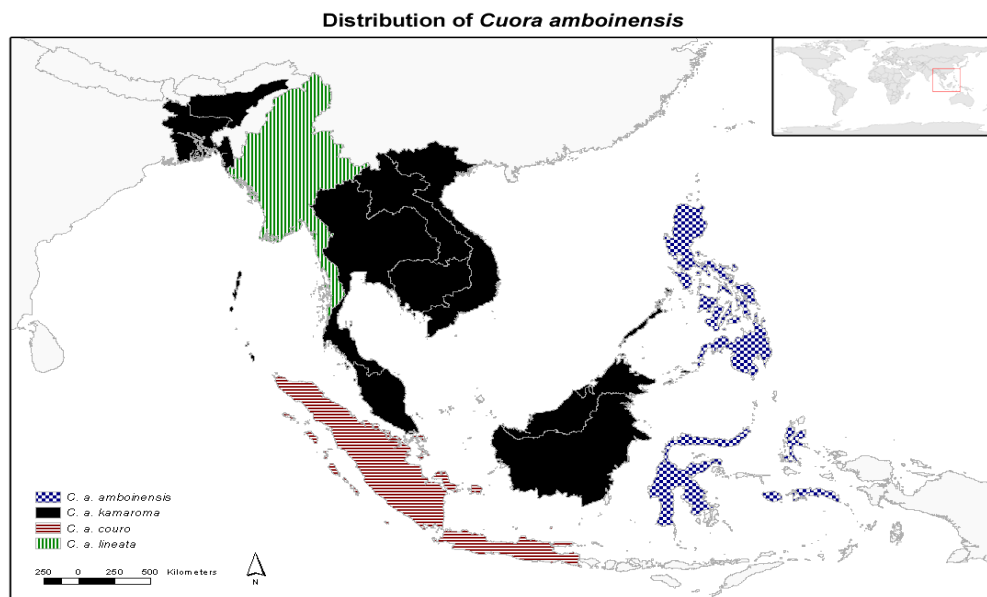 Distribution of Cuora amboinensis
C. a. amboinensis
C. a. kamaroma
C. a. couro
C. a. lineata
250 0 250 500 Kilometers
N